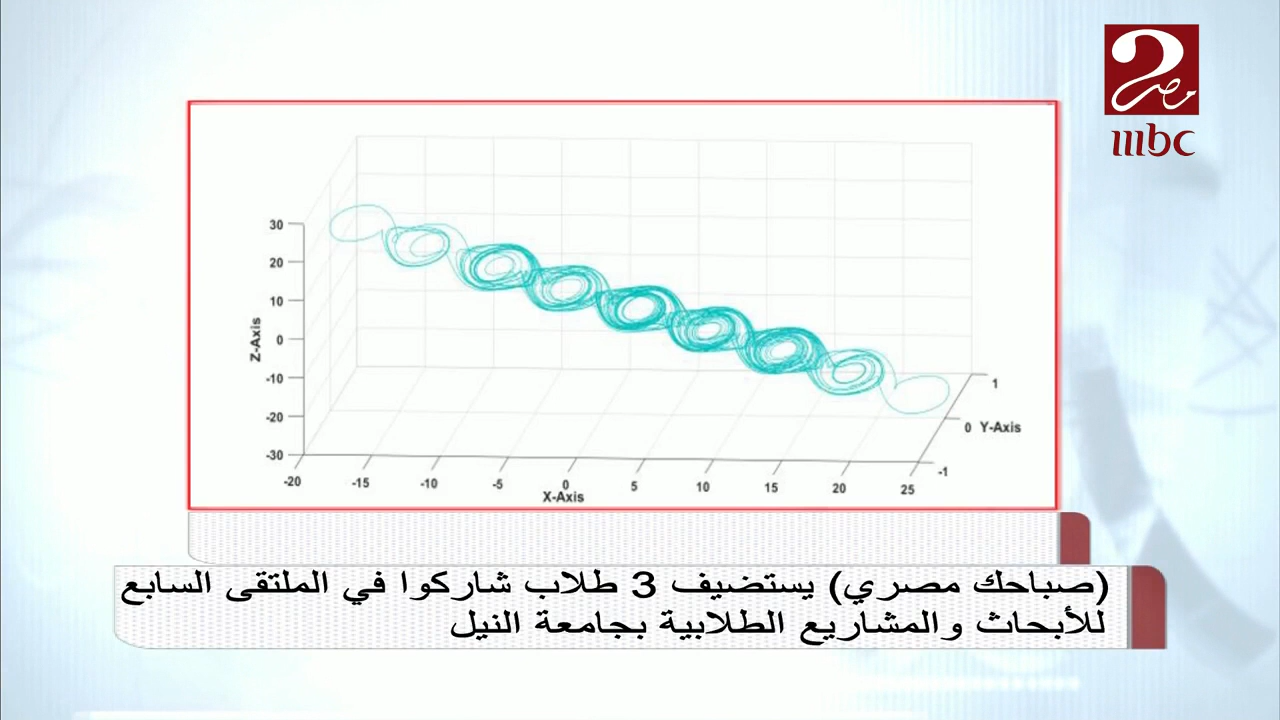 مصر
mbc
30
20
10
0
-10
-20
-30
Z-Axis
-20 -15 -10 -5 0 5 10 15 20 25
X-Axis
1
0 Y-Axis
-1
(صباحك مصري) يستضيف 3 طلاب شاركوا في الملتقى السابع
للأبحاث والمشاريع الطلابية بجامعة النيل